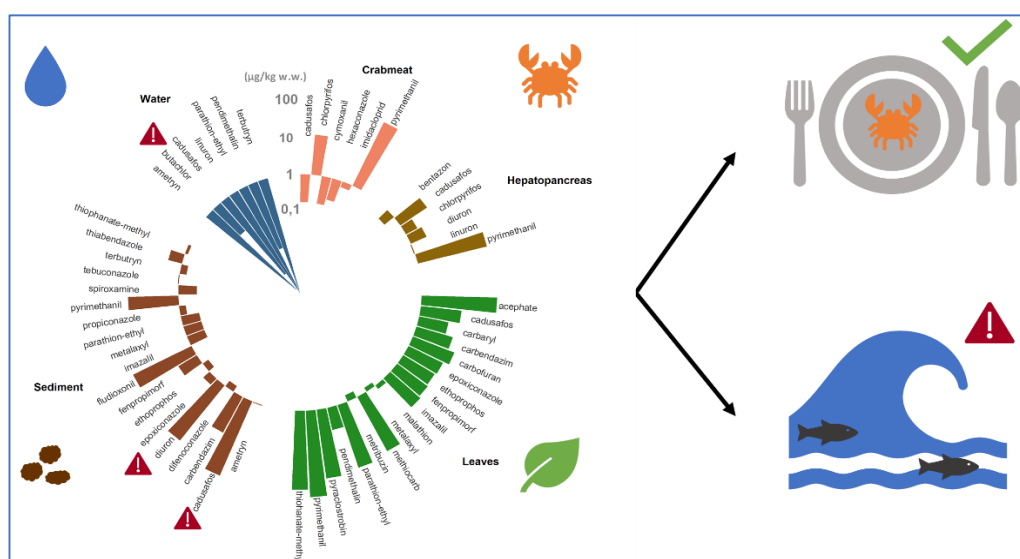 Water
(µg/kg w.w.)
100
10
1
0,1
ametryn
butachlor
cadusafos
linuron
parathion-ethyl
pendimethalin
terbutryn
Crabmeat
cadusafos
chlorpyrifos
cymoxanil
hexaconazole
imidacloprid
pyrimethanil
Hepatopancreas
bentazon
cadusafos
chlorpyrifos
diuron
linuron
pyrimethanil
Leaves
acephate
cadusafos
carbaryl
carbendazim
carbofuran
epoxiconazole
ethoprophos
fenpropimorf
imazalil
malathion
metalaxyl
methiocarb
metribuzin
parathion-ethyl
pendimethalin
pyraclostrobin
pyrimethanil
thiohanate-methy
Sediment
ametryn
cadusafos
carbendazim
difenoconazole
diuron
epoxiconazole
ethoprophos
fenpropimorf
fludioxonil
imazalil
metalaxyl
parathion-ethyl
propiconazole
pyrimethanil
spiroxamine
tebuconazole
terbutryn
thiabendazole
thiophanate-methyl